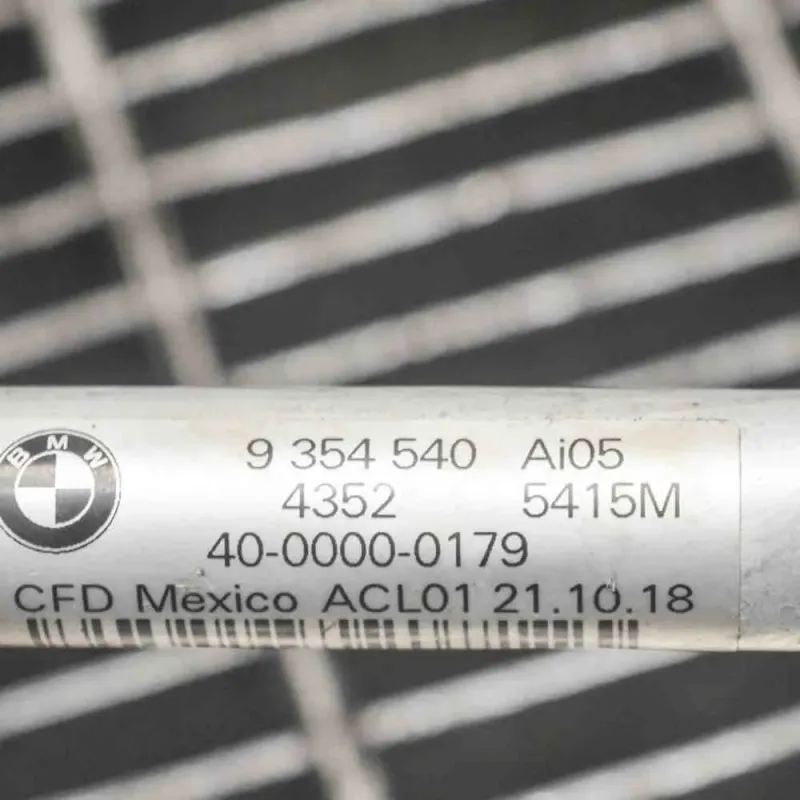 BMW
9 354 540 Ai05
4352 5415M
40-0000-0179
CFD Mexico ACL01 21.10.18